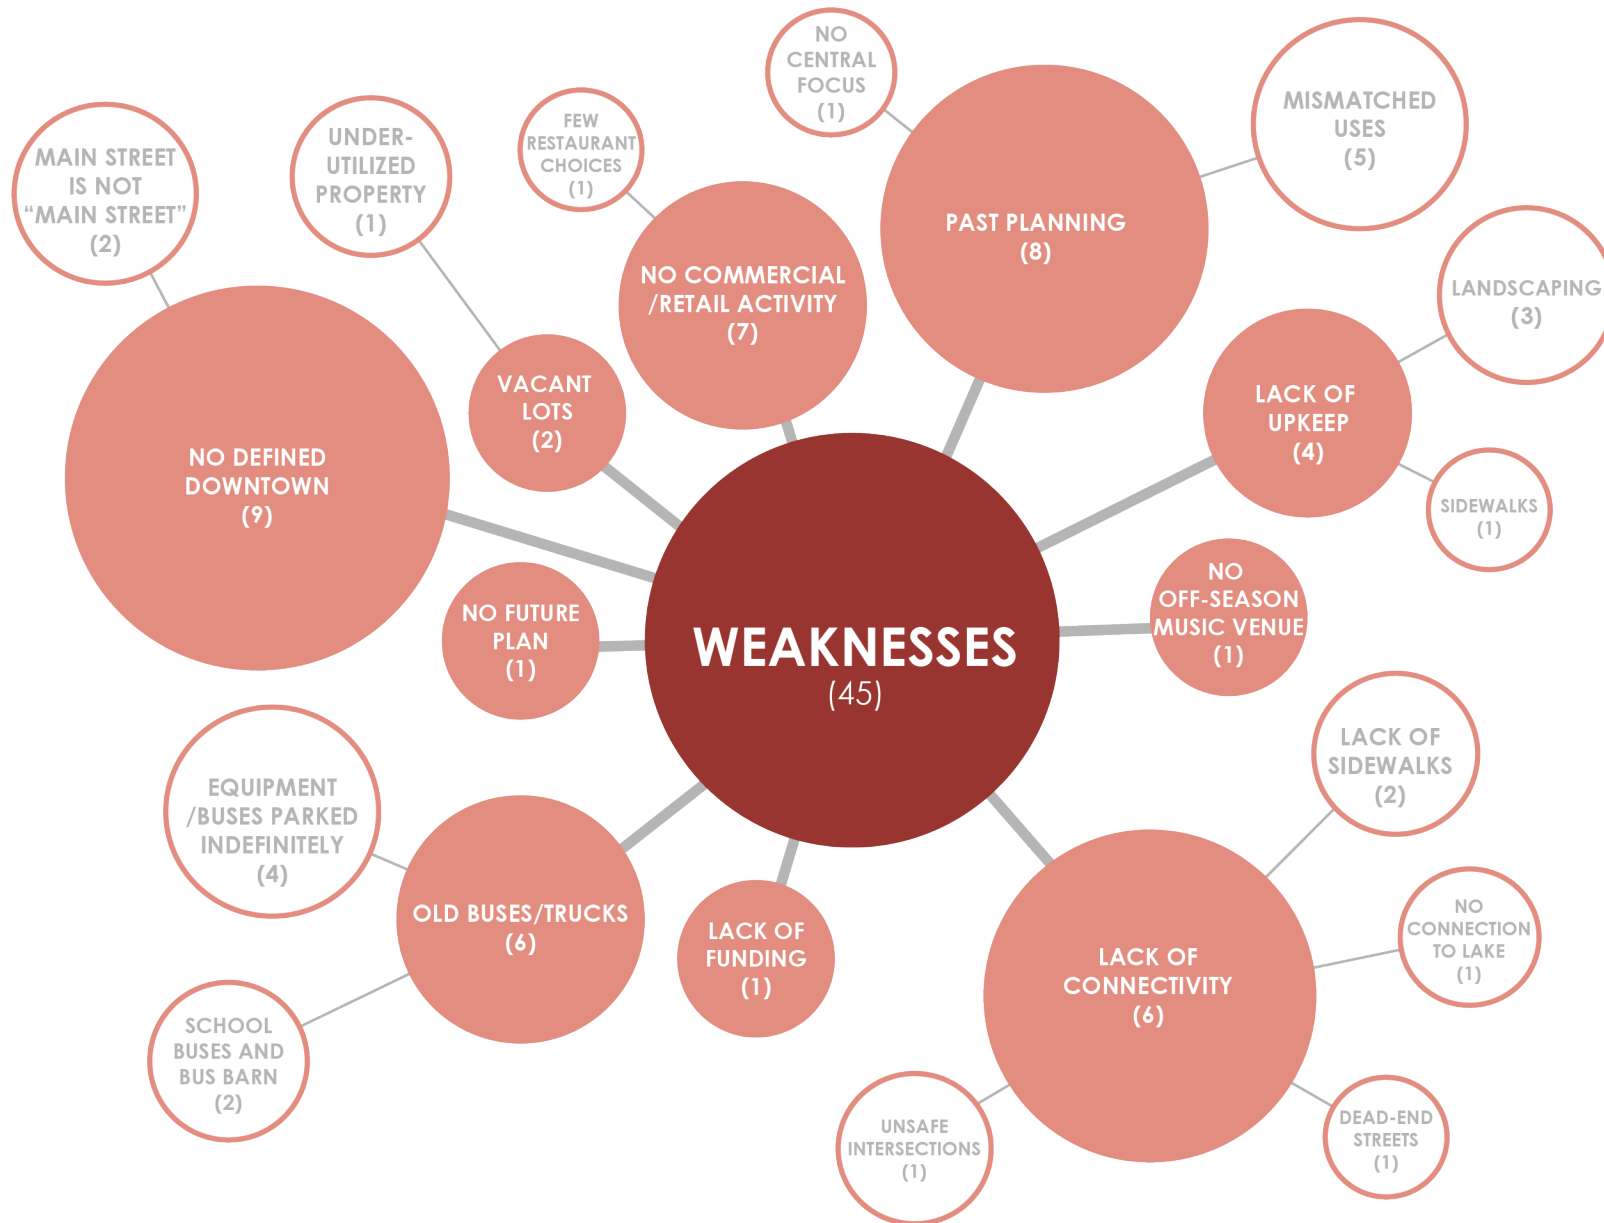 NO
CENTRAL
FOCUS
(1)
MISMATCHED
USES
(5)
FEW
RESTAURANT
CHOICES
(1)
UNDER-
UTILIZED
PROPERTY
(1)
MAIN STREET
IS NOT
“MAIN STREET”
(2)
PAST PLANNING
(8)
NO COMMERCIAL
/RETAIL ACTIVITY
(7)
LANDSCAPING
(3)
VACANT
LOTS
(2)
LACK OF
UPKEEP
(4)
NO DEFINED
DOWNTOWN
(9)
SIDEWALKS
(1)
NO FUTURE
PLAN
(1)
NO
OFF-SEASON
MUSIC VENUE
(1)
WEAKNESSES
(45)
EQUIPMENT
/BUSES PARKED
INDEFINITELY
(4)
LACK OF
SIDEWALKS
(2)
OLD BUSES/TRUCKS
(6)
LACK OF
FUNDING
(1)
LACK OF
CONNECTIVITY
(6)
NO
CONNECTION
TO LAKE
(1)
SCHOOL
BUSES AND
BUS BARN
(2)
UNSAFE
INTERSECTIONS
(1)
DEAD-END
STREETS
(1)